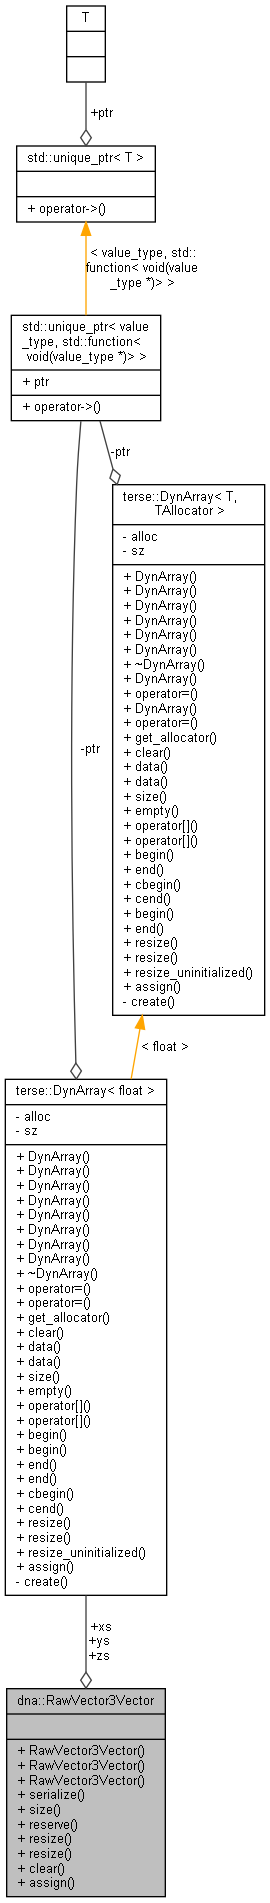 T
+ptr
std::unique_ptr< T >
+ operator->()
< value_type, std::
function< void(value
_type *)> >
std::unique_ptr< value
_type, std::function<
void(value_type *)> >
+ ptr
+ operator->()
-ptr
terse::DynArray< T,
TAllocator >
- alloc
- sz
+ DynArray()
+ DynArray()
+ DynArray()
+ DynArray()
+ DynArray()
+ DynArray()
+ ~DynArray()
+ DynArray()
+ operator=()
+ DynArray()
+ operator=()
+ get_allocator()
+ clear()
+ data()
+ data()
+ size()
+ empty()
+ operator[]()
+ operator[]()
+ begin()
+ end()
+ cbegin()
+ cend()
+ begin()
+ end()
+ resize()
+ resize()
+ resize_uninitialized()
+ assign()
- create()
-ptr
< float >
terse::DynArray< float >
- alloc
- sz
+ DynArray()
+ DynArray()
+ DynArray()
+ DynArray()
+ DynArray()
+ DynArray()
+ DynArray()
+ DynArray()
+ ~DynArray()
+ operator=()
+ operator=()
+ get_allocator()
+ clear()
+ data()
+ data()
+ size()
+ empty()
+ operator[]()
+ operator[]()
+ begin()
+ begin()
+ end()
+ end()
+ cbegin()
+ cend()
+ resize()
+ resize()
+ resize_uninitialized()
+ assign()
- create()
+xs
+ys
+zs
dna::RawVector3Vector
+ RawVector3Vector()
+ RawVector3Vector()
+ RawVector3Vector()
+ serialize()
+ size()
+ reserve()
+ resize()
+ resize()
+ clear()
+ assign()